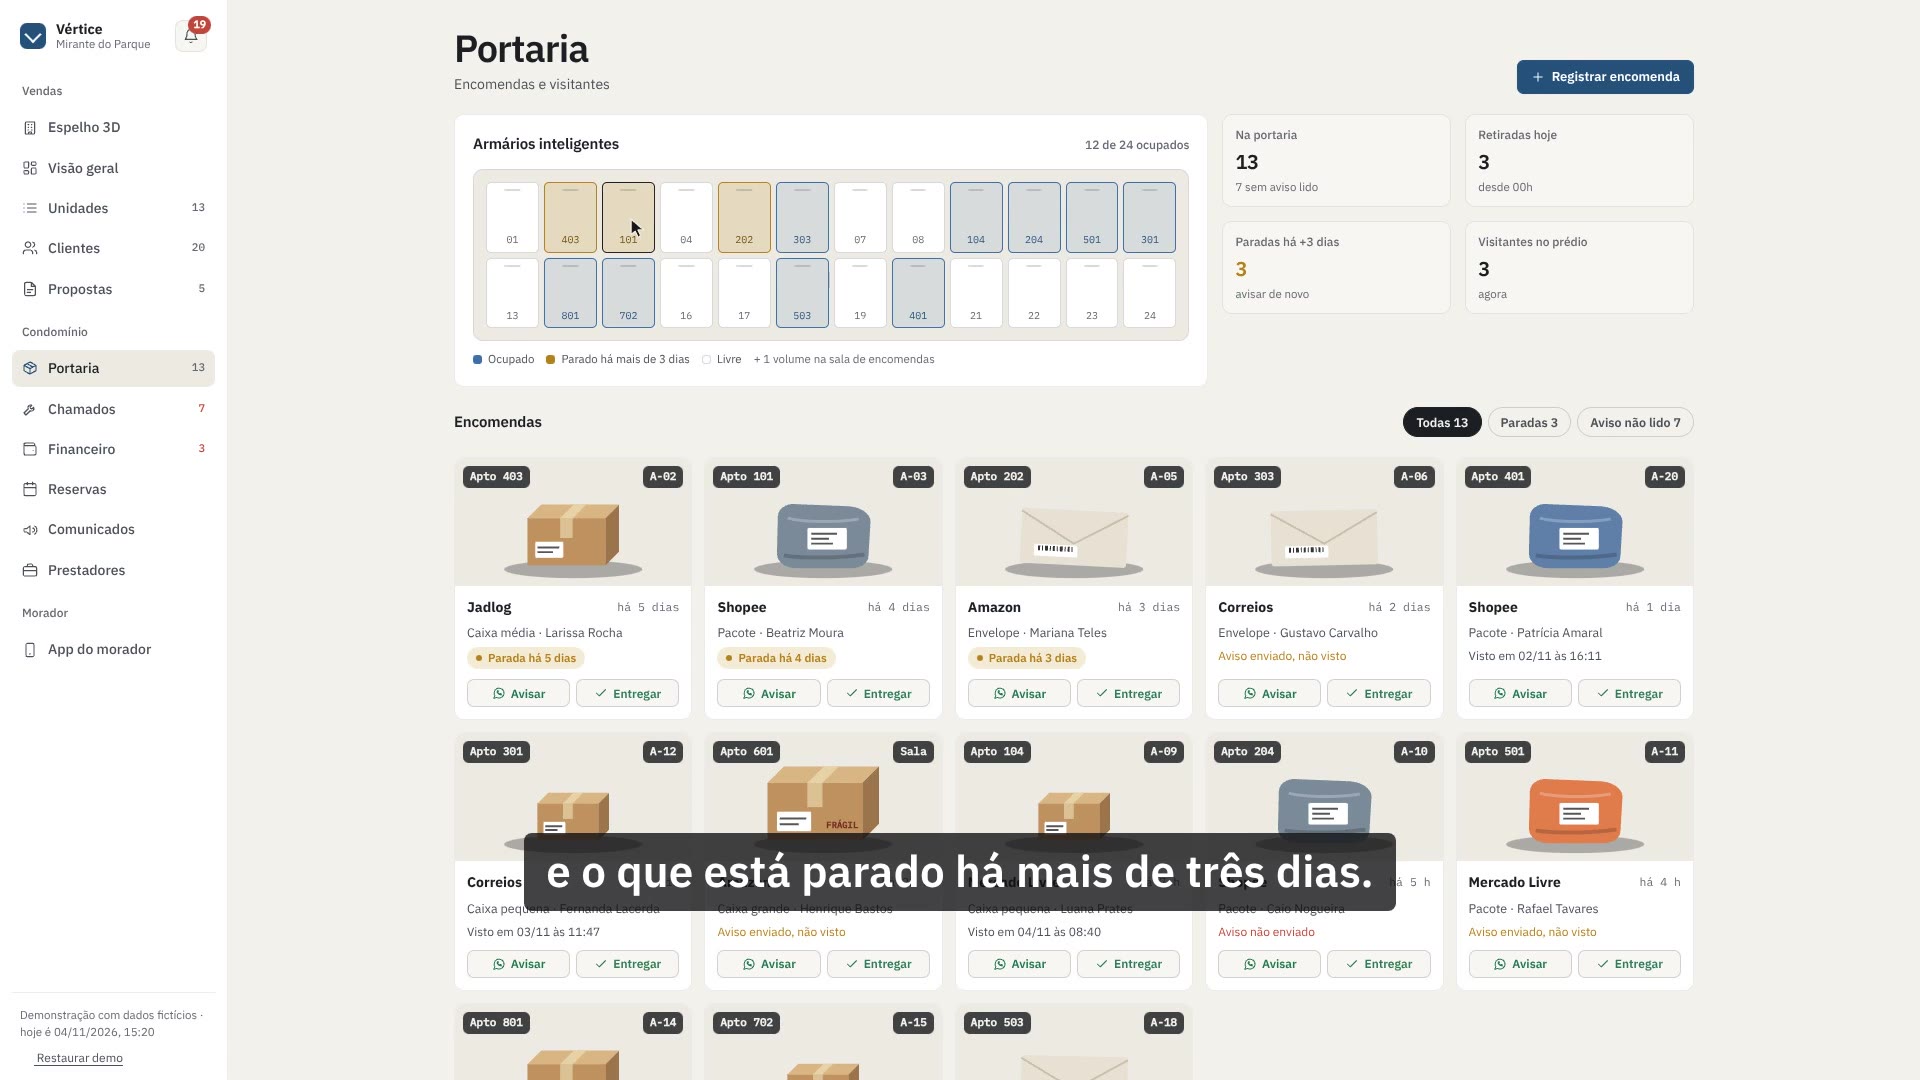 Vértice
Mirante do Parque
19
Vendas
Espelho 3D
Visão geral
Unidades 13
Clientes 20
Propostas 5
Condomínio
Portaria 13
Chamados 7
Financeiro 3
Reservas
Comunicados
Prestadores
Morador
App do morador
Demonstração com dados fictícios ·
hoje é 04/11/2026, 15:20
Restaurar demo
Portaria
Encomendas e visitantes
+ Registrar encomenda
Armários inteligentes 12 de 24 ocupados
01 403 101 04 202 303 07 08 104 204 501 301
13 801 702 16 17 503 19 401 21 22 23 24
Ocupado Parado há mais de 3 dias Livre + 1 volume na sala de encomendas
Na portaria
13
7 sem aviso lido
Retiradas hoje
3
desde 00h
Paradas há +3 dias
3
avisar de novo
Visitantes no prédio
3
agora
Encomendas
Todas 13 Paradas 3 Aviso não lido 7
Apto 403 A-02
Jadlog há 5 dias
Caixa média · Larissa Rocha
Parada há 5 dias
Avisar Entregar
Apto 101 A-03
Shopee há 4 dias
Pacote · Beatriz Moura
Parada há 4 dias
Avisar Entregar
Apto 202 A-05
Amazon há 3 dias
Envelope · Mariana Teles
Parada há 3 dias
Avisar Entregar
Apto 303 A-06
Correios há 2 dias
Envelope · Gustavo Carvalho
Aviso enviado, não visto
Avisar Entregar
Apto 401 A-20
Shopee há 1 dia
Pacote · Patrícia Amaral
Visto em 02/11 às 16:11
Avisar Entregar
Apto 301 A-12
Correios
Caixa pequena · Fernanda Lacerda
Visto em 03/11 às 11:47
Avisar Entregar
Apto 601 Sala
FRÁGIL
Caixa grande · Henrique Bastos
Aviso enviado, não visto
Avisar Entregar
Apto 104 A-09
Caixa pequena · Luana Prates
Visto em 04/11 às 08:40
Avisar Entregar
Apto 204 A-10
Shopee há 5 h
Pacote · Caio Nogueira
Aviso não enviado
Avisar Entregar
Apto 501 A-11
Mercado Livre há 4 h
Pacote · Rafael Tavares
Aviso enviado, não visto
Avisar Entregar
e o que está parado há mais de três dias.
Apto 801 A-14
Apto 702 A-15
Apto 503 A-18